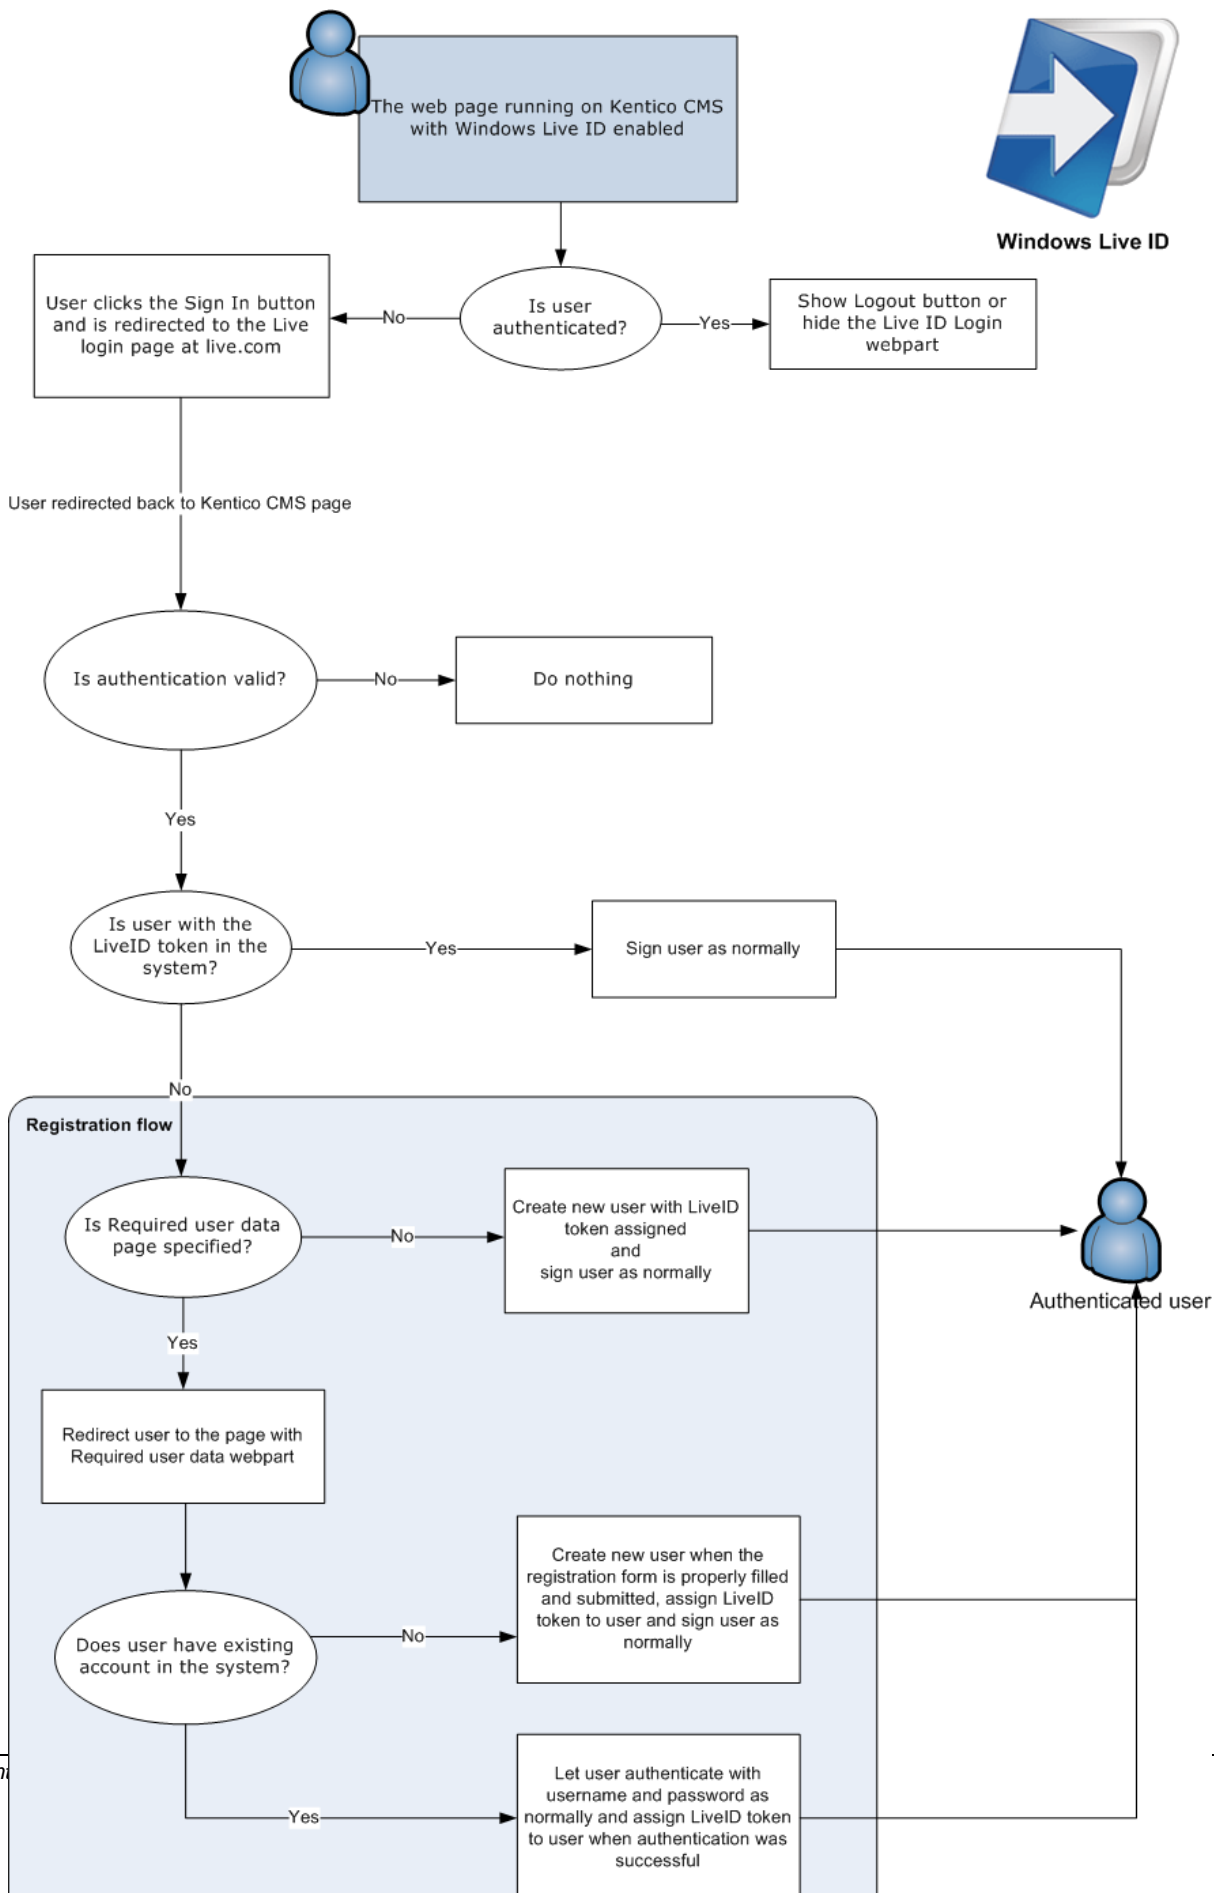 The web page running on Kentico CMS
with Windows Live ID enabled
Windows Live ID
User clicks the Sign In button
and is redirected to the Live
login page at live.com
No
Is user
authenticated?
Yes
Show Logout button or
hide the Live ID Login
webpart
User redirected back to Kentico CMS page
Is authentication valid?
No
Do nothing
Yes
Is user with the
LiveID token in the
system?
Yes
Sign user as normally
No
Registration flow
Is Required user data
page specified?
No
Create new user with LiveID
token assigned
and
sign user as normally
Authenticated user
Yes
Redirect user to the page with
Required user data webpart
Does user have existing
account in the system?
No
Create new user when the
registration form is properly filled
and submitted, assign LiveID
token to user and sign user as
normally
Yes
Let user authenticate with
username and password as
normally and assign LiveID token
to user when authentication was
successful